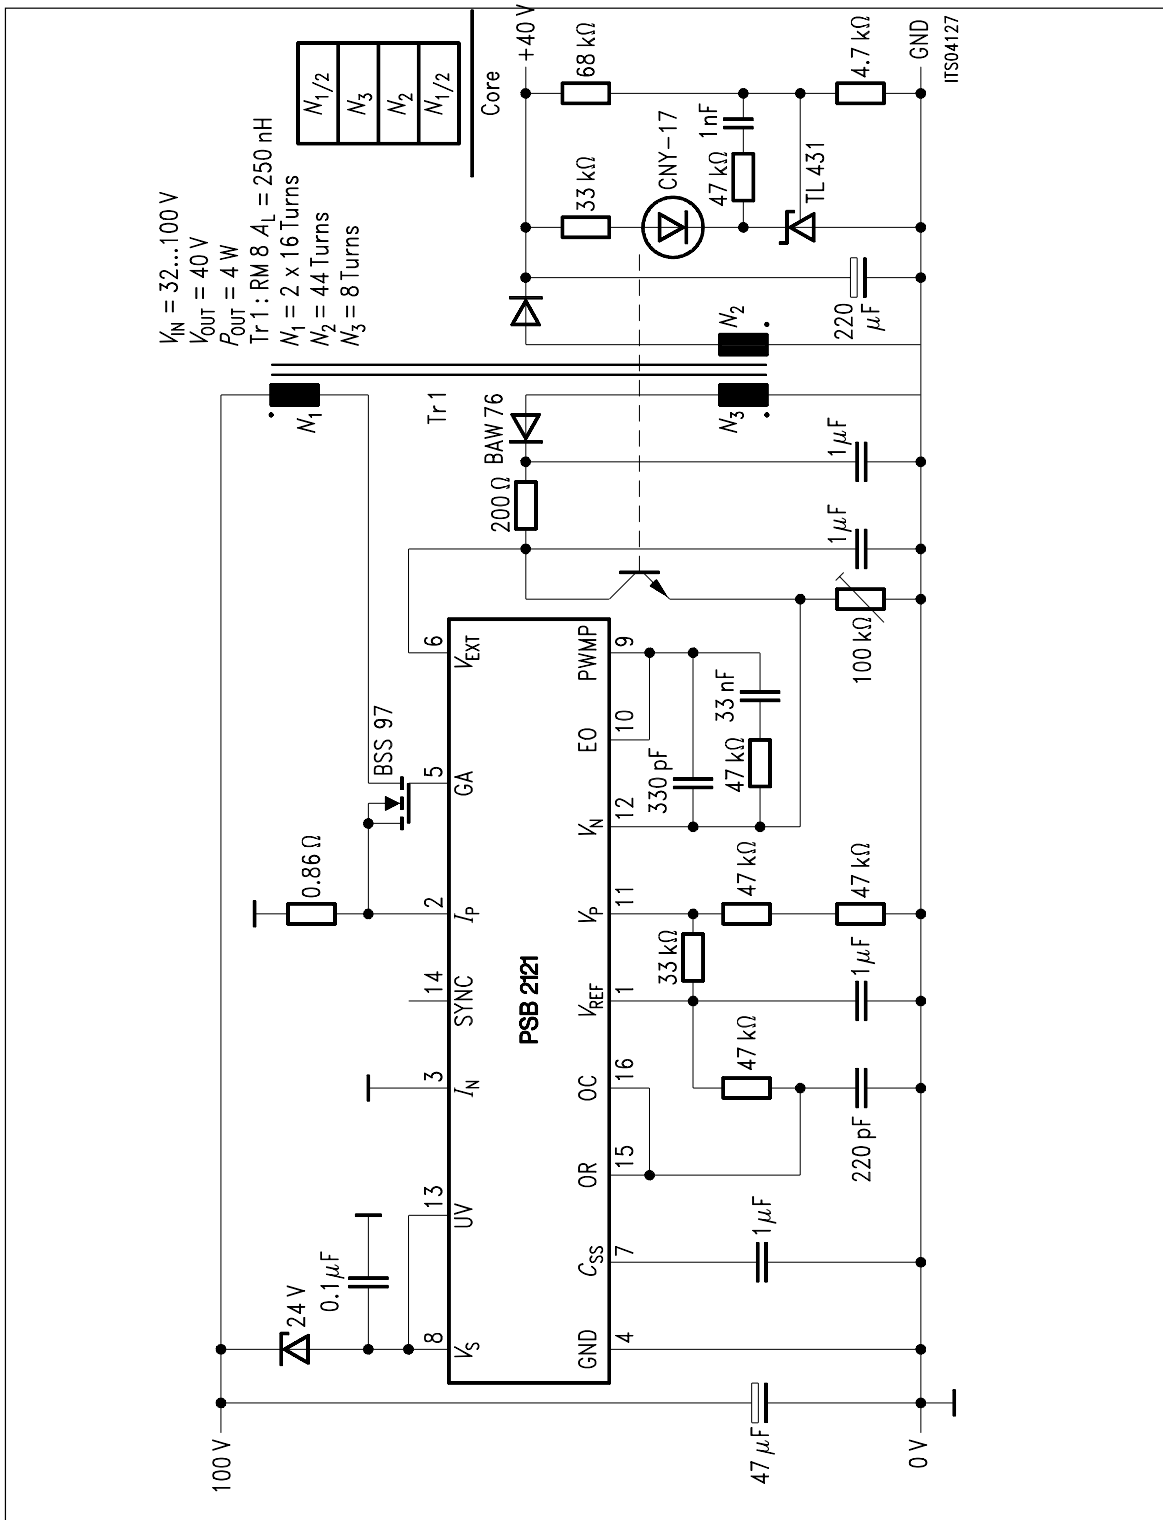 V_IN = 32...100 V
V_OUT = 40 V
P_OUT = 4 W
Tr 1 : RM 8 A_L = 250 nH
N_1 = 2 x 16 Turns
N_2 = 44 Turns
N_3 = 8 Turns
N_1/2
N_3
N_2
N_1/2
Core
100 V
24 V
0.1 µF
0.86 Ω
BSS 97
N_1
Tr 1
BAW 76
200 Ω
N_3
N_2
+40 V
68 kΩ
33 kΩ
CNY-17
47 kΩ
1 nF
TL 431
4.7 kΩ
220
µF
GND
ITS04127
8
13
3
14
2
5
6
V_S
UV
I_N
SYNC
I_P
GA
V_EXT
PSB 2121
GND
C_SS
OR
OC
V_REF
V_P
V_N
EO
PWMP
4
7
15
16
1
11
12
10
9
330 pF
47 kΩ
33 nF
33 kΩ
47 kΩ
47 kΩ
47 kΩ
47 µF
1 µF
220 pF
1 µF
100 kΩ
1 µF
1 µF
0 V